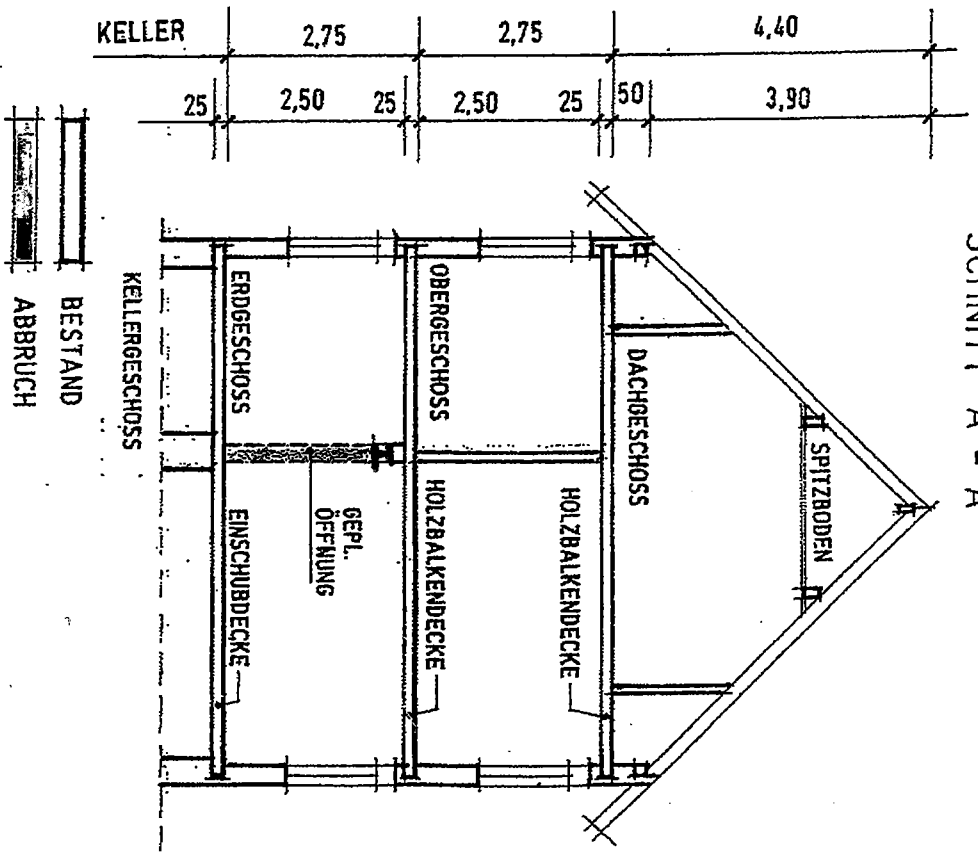 SCHNITT A - A
KELLER
2,75
2,75
4,40
25
2,50
25
2,50
25
50
3,90
SPITZBODEN
DACHGESCHOSS
HOLZBALKENDECKE
OBERGESCHOSS
HOLZBALKENDECKE
GEPL.
ÖFFNUNG
ERDGESCHOSS
EINSCHUBDECKE
KELLERGESCHOSS
BESTAND
ABBRUCH